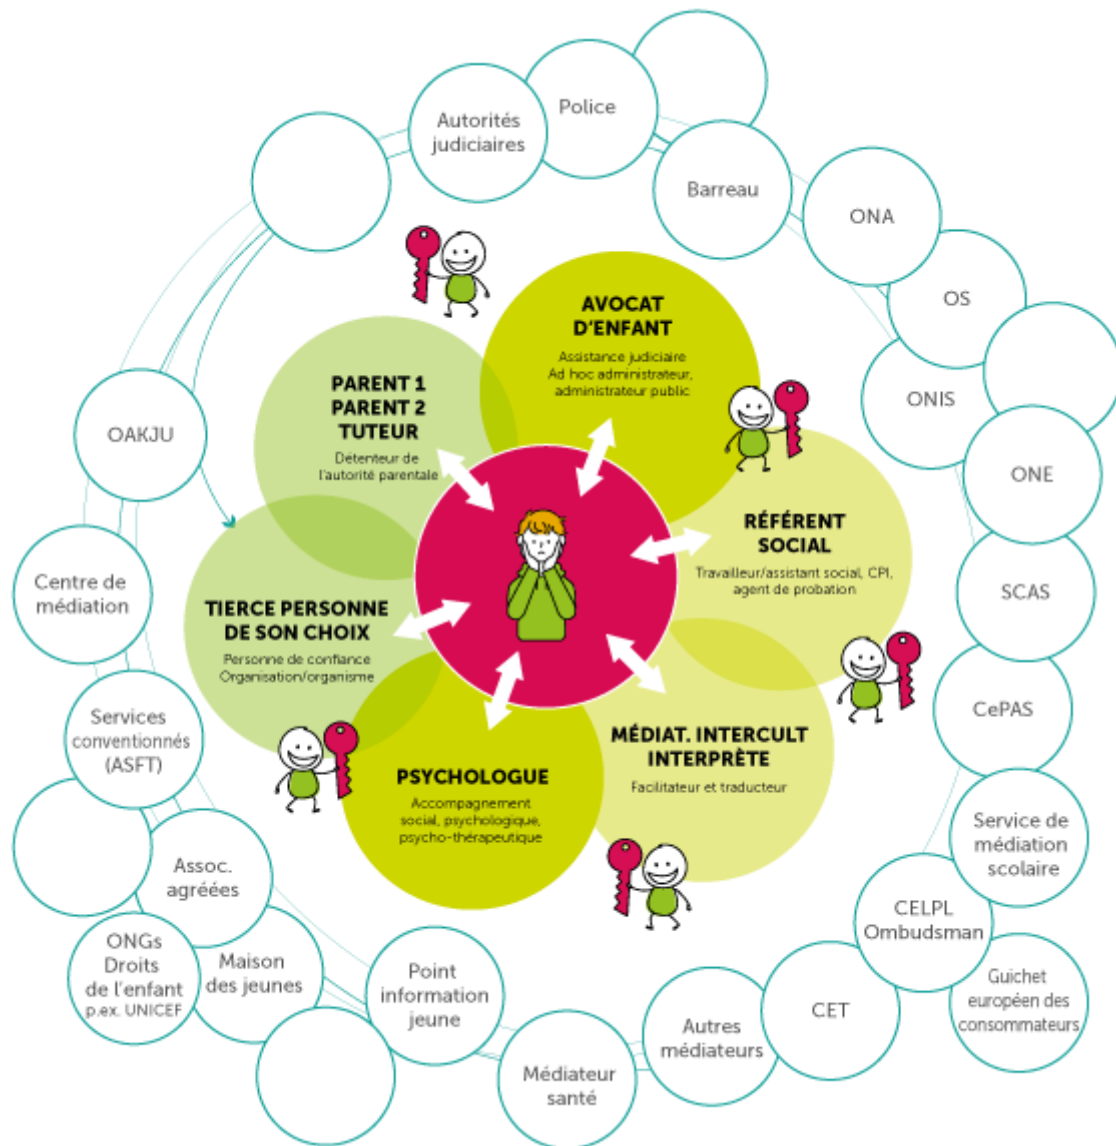 Autorités
judiciaires
Police
Barreau
ONA
OS
ONIS
ONE
SCAS
CePAS
Service de
médiation
scolaire
CELPL
Ombudsman
Guichet
européen des
consommateurs
CET
Autres
médiateurs
Médiateur
santé
Point
information
jeune
Maison
des jeunes
ONGs
Droits
de l'enfant
p.ex. UNICEF
Assoc.
agréées
Services
conventionnés
(ASFT)
Centre de
médiation
OAKJU
AVOCAT
D'ENFANT
Assistance judiciaire
Ad hoc administrateur,
administrateur public
RÉFÉRENT
SOCIAL
Travailleur/assistant social, CPI,
agent de probation
MÉDIAT. INTERCULT
INTERPRÈTE
Facilitateur et traducteur
PSYCHOLOGUE
Accompagnement
social, psychologique,
psycho-thérapeutique
TIERCE PERSONNE
DE SON CHOIX
Personne de confiance
Organisation/organisme
PARENT 1
PARENT 2
TUTEUR
Détenteur de
l'autorité parentale